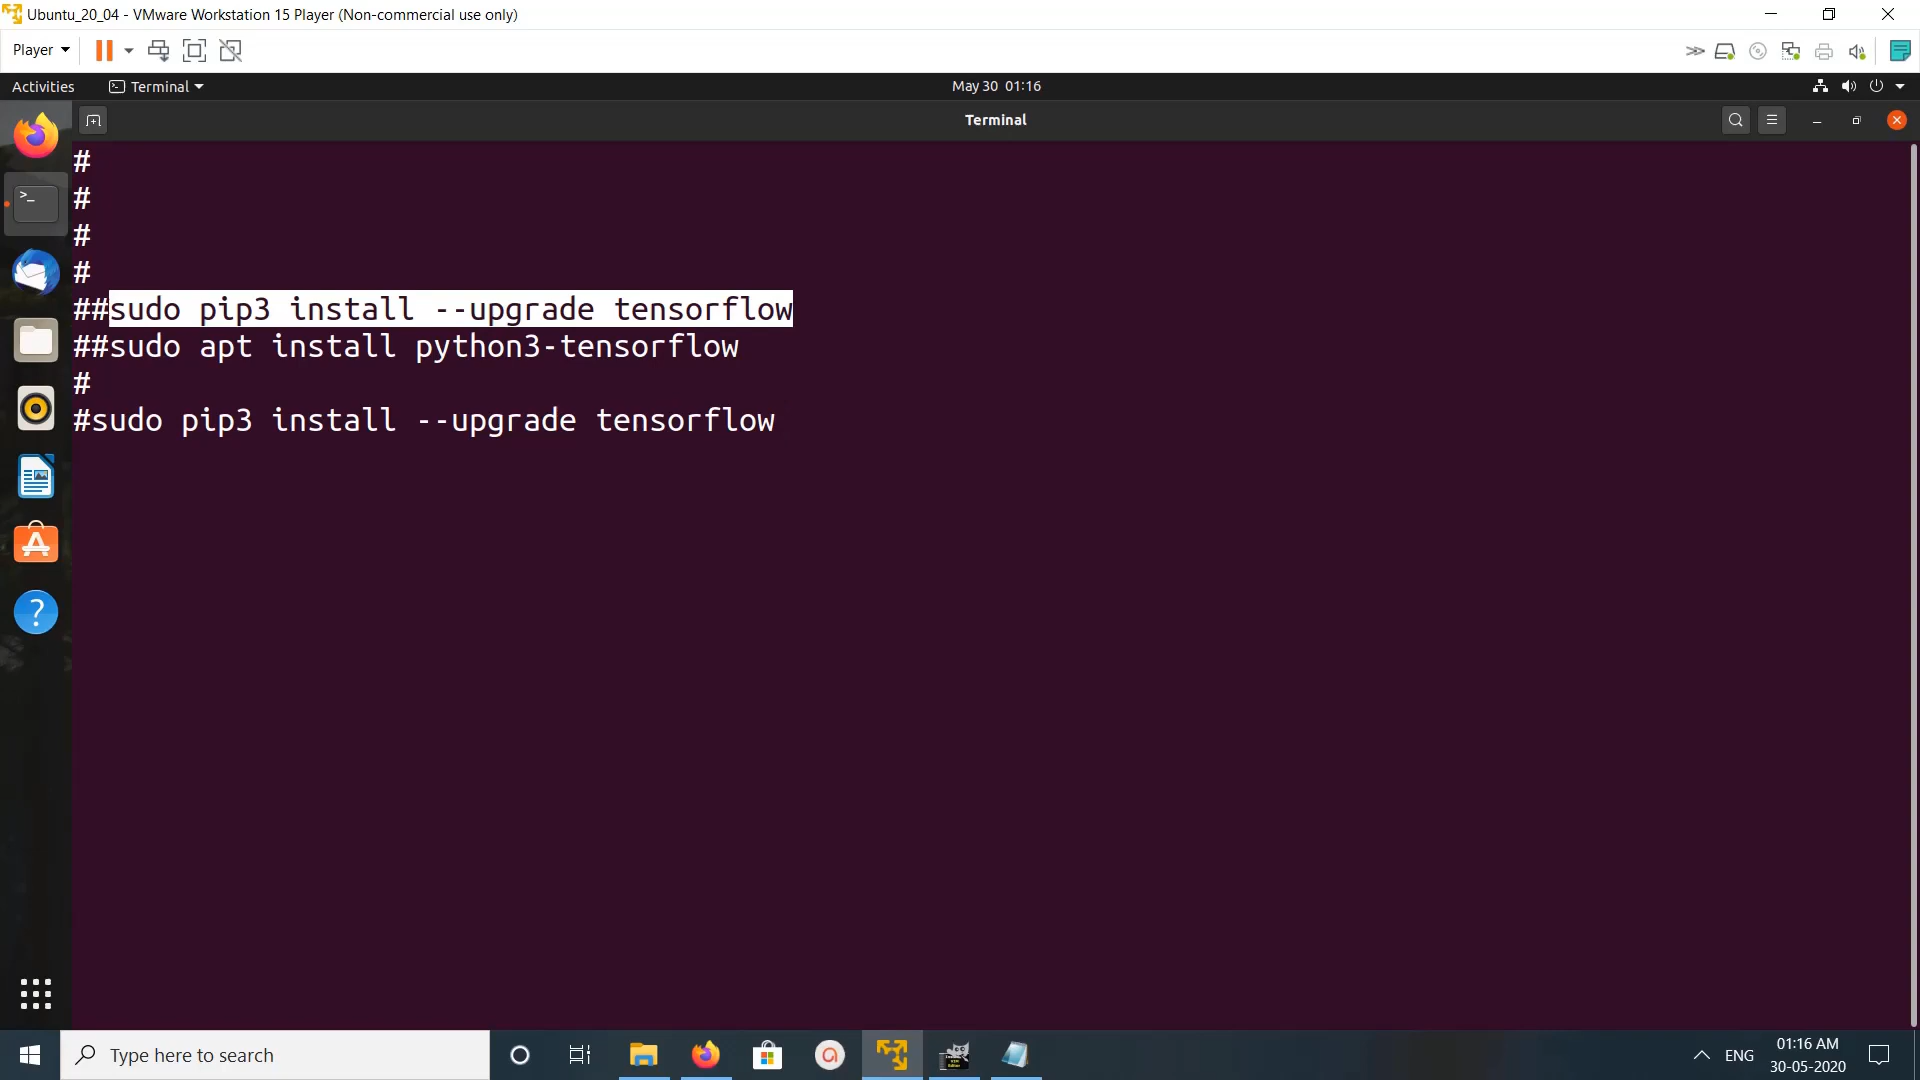 Ubuntu_20_04 - VMware Workstation 15 Player (Non-commercial use only)
Player
Activities
Terminal
May 30 01:16
Terminal
#
#
#
#
##sudo pip3 install --upgrade tensorflow
##sudo apt install python3-tensorflow
#
#sudo pip3 install --upgrade tensorflow
Type here to search
ENG
01:16 AM
30-05-2020